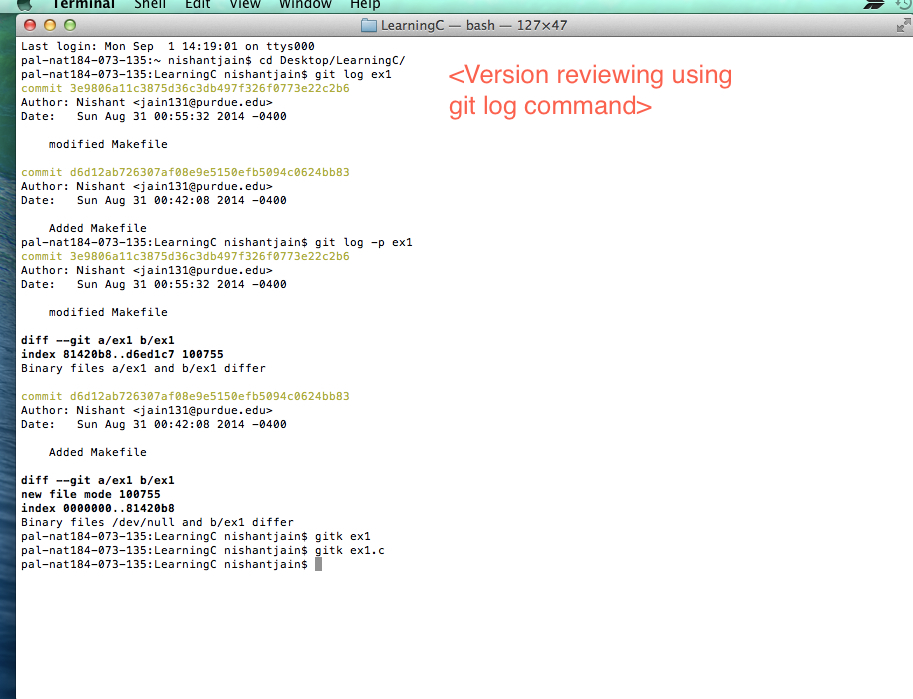 Terminal Shell Edit View Window Help
LearningC — bash — 127×47
Last login: Mon Sep  1 14:19:01 on ttys000
pal-nat184-073-135:~ nishantjain$ cd Desktop/LearningC/
pal-nat184-073-135:LearningC nishantjain$ git log ex1
commit 3e9806a11c3875d36c3db497f326f0773e22c2b6
Author: Nishant <jain131@purdue.edu>
Date:   Sun Aug 31 00:55:32 2014 -0400
<Version reviewing using
git log command>
modified Makefile
commit d6d12ab726307af08e9e5150efb5094c0624bb83
Author: Nishant <jain131@purdue.edu>
Date:   Sun Aug 31 00:42:08 2014 -0400
Added Makefile
pal-nat184-073-135:LearningC nishantjain$ git log -p ex1
commit 3e9806a11c3875d36c3db497f326f0773e22c2b6
Author: Nishant <jain131@purdue.edu>
Date:   Sun Aug 31 00:55:32 2014 -0400
modified Makefile
diff --git a/ex1 b/ex1
index 81420b8..d6ed1c7 100755
Binary files a/ex1 and b/ex1 differ
commit d6d12ab726307af08e9e5150efb5094c0624bb83
Author: Nishant <jain131@purdue.edu>
Date:   Sun Aug 31 00:42:08 2014 -0400
Added Makefile
diff --git a/ex1 b/ex1
new file mode 100755
index 0000000..81420b8
Binary files /dev/null and b/ex1 differ
pal-nat184-073-135:LearningC nishantjain$ gitk ex1
pal-nat184-073-135:LearningC nishantjain$ gitk ex1.c
pal-nat184-073-135:LearningC nishantjain$